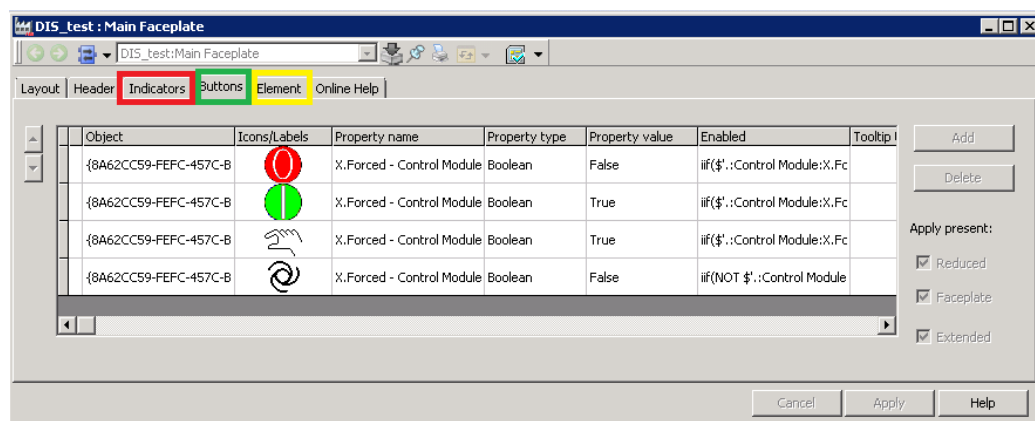 DIS_test : Main Faceplate
DIS_test:Main Faceplate
Layout Header Indicators Buttons Element Online Help
Object Icons/Labels Property name Property type Property value Enabled Tooltip
{8A62CC59-FEFC-457C-B X.Forced - Control Module Boolean False iif($'.:Control Module:X.Fc
{8A62CC59-FEFC-457C-B X.Forced - Control Module Boolean True iif($'.:Control Module:X.Fc
{8A62CC59-FEFC-457C-B X.Forced - Control Module Boolean True iif($'.:Control Module:X.Fc
{8A62CC59-FEFC-457C-B X.Forced - Control Module Boolean False iif(NOT $'.:Control Module
Add
Delete
Apply present:
Reduced
Faceplate
Extended
Cancel Apply Help